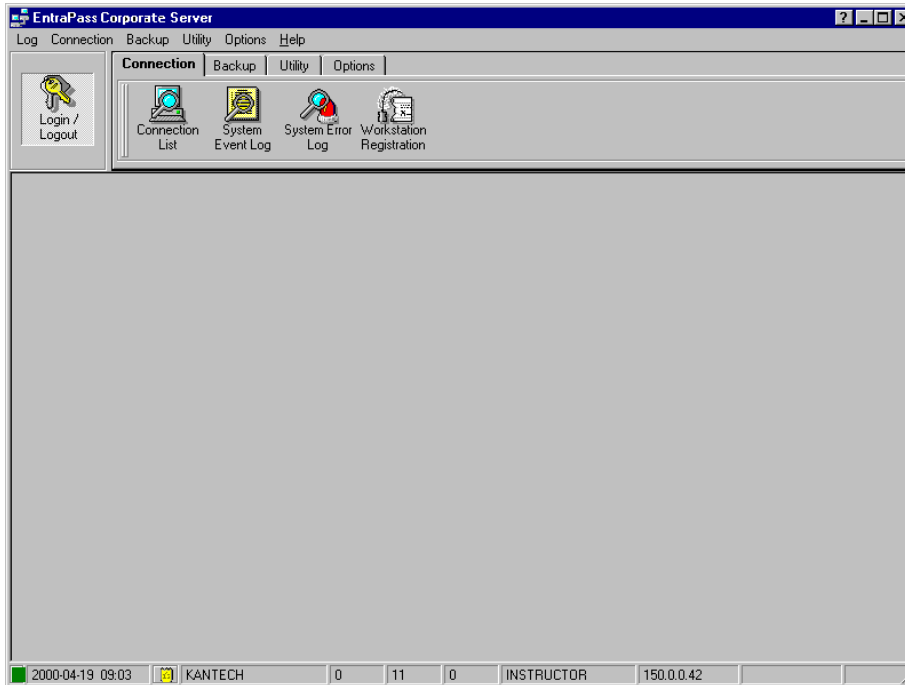 EntraPass Corporate Server
Log Connection Backup Utility Options Help
Connection Backup Utility Options
Login / Logout
Connection List
System Event Log
System Error Log
Workstation Registration
2000-04-19 09:03 KANTECH 0 11 0 INSTRUCTOR 150.0.0.42